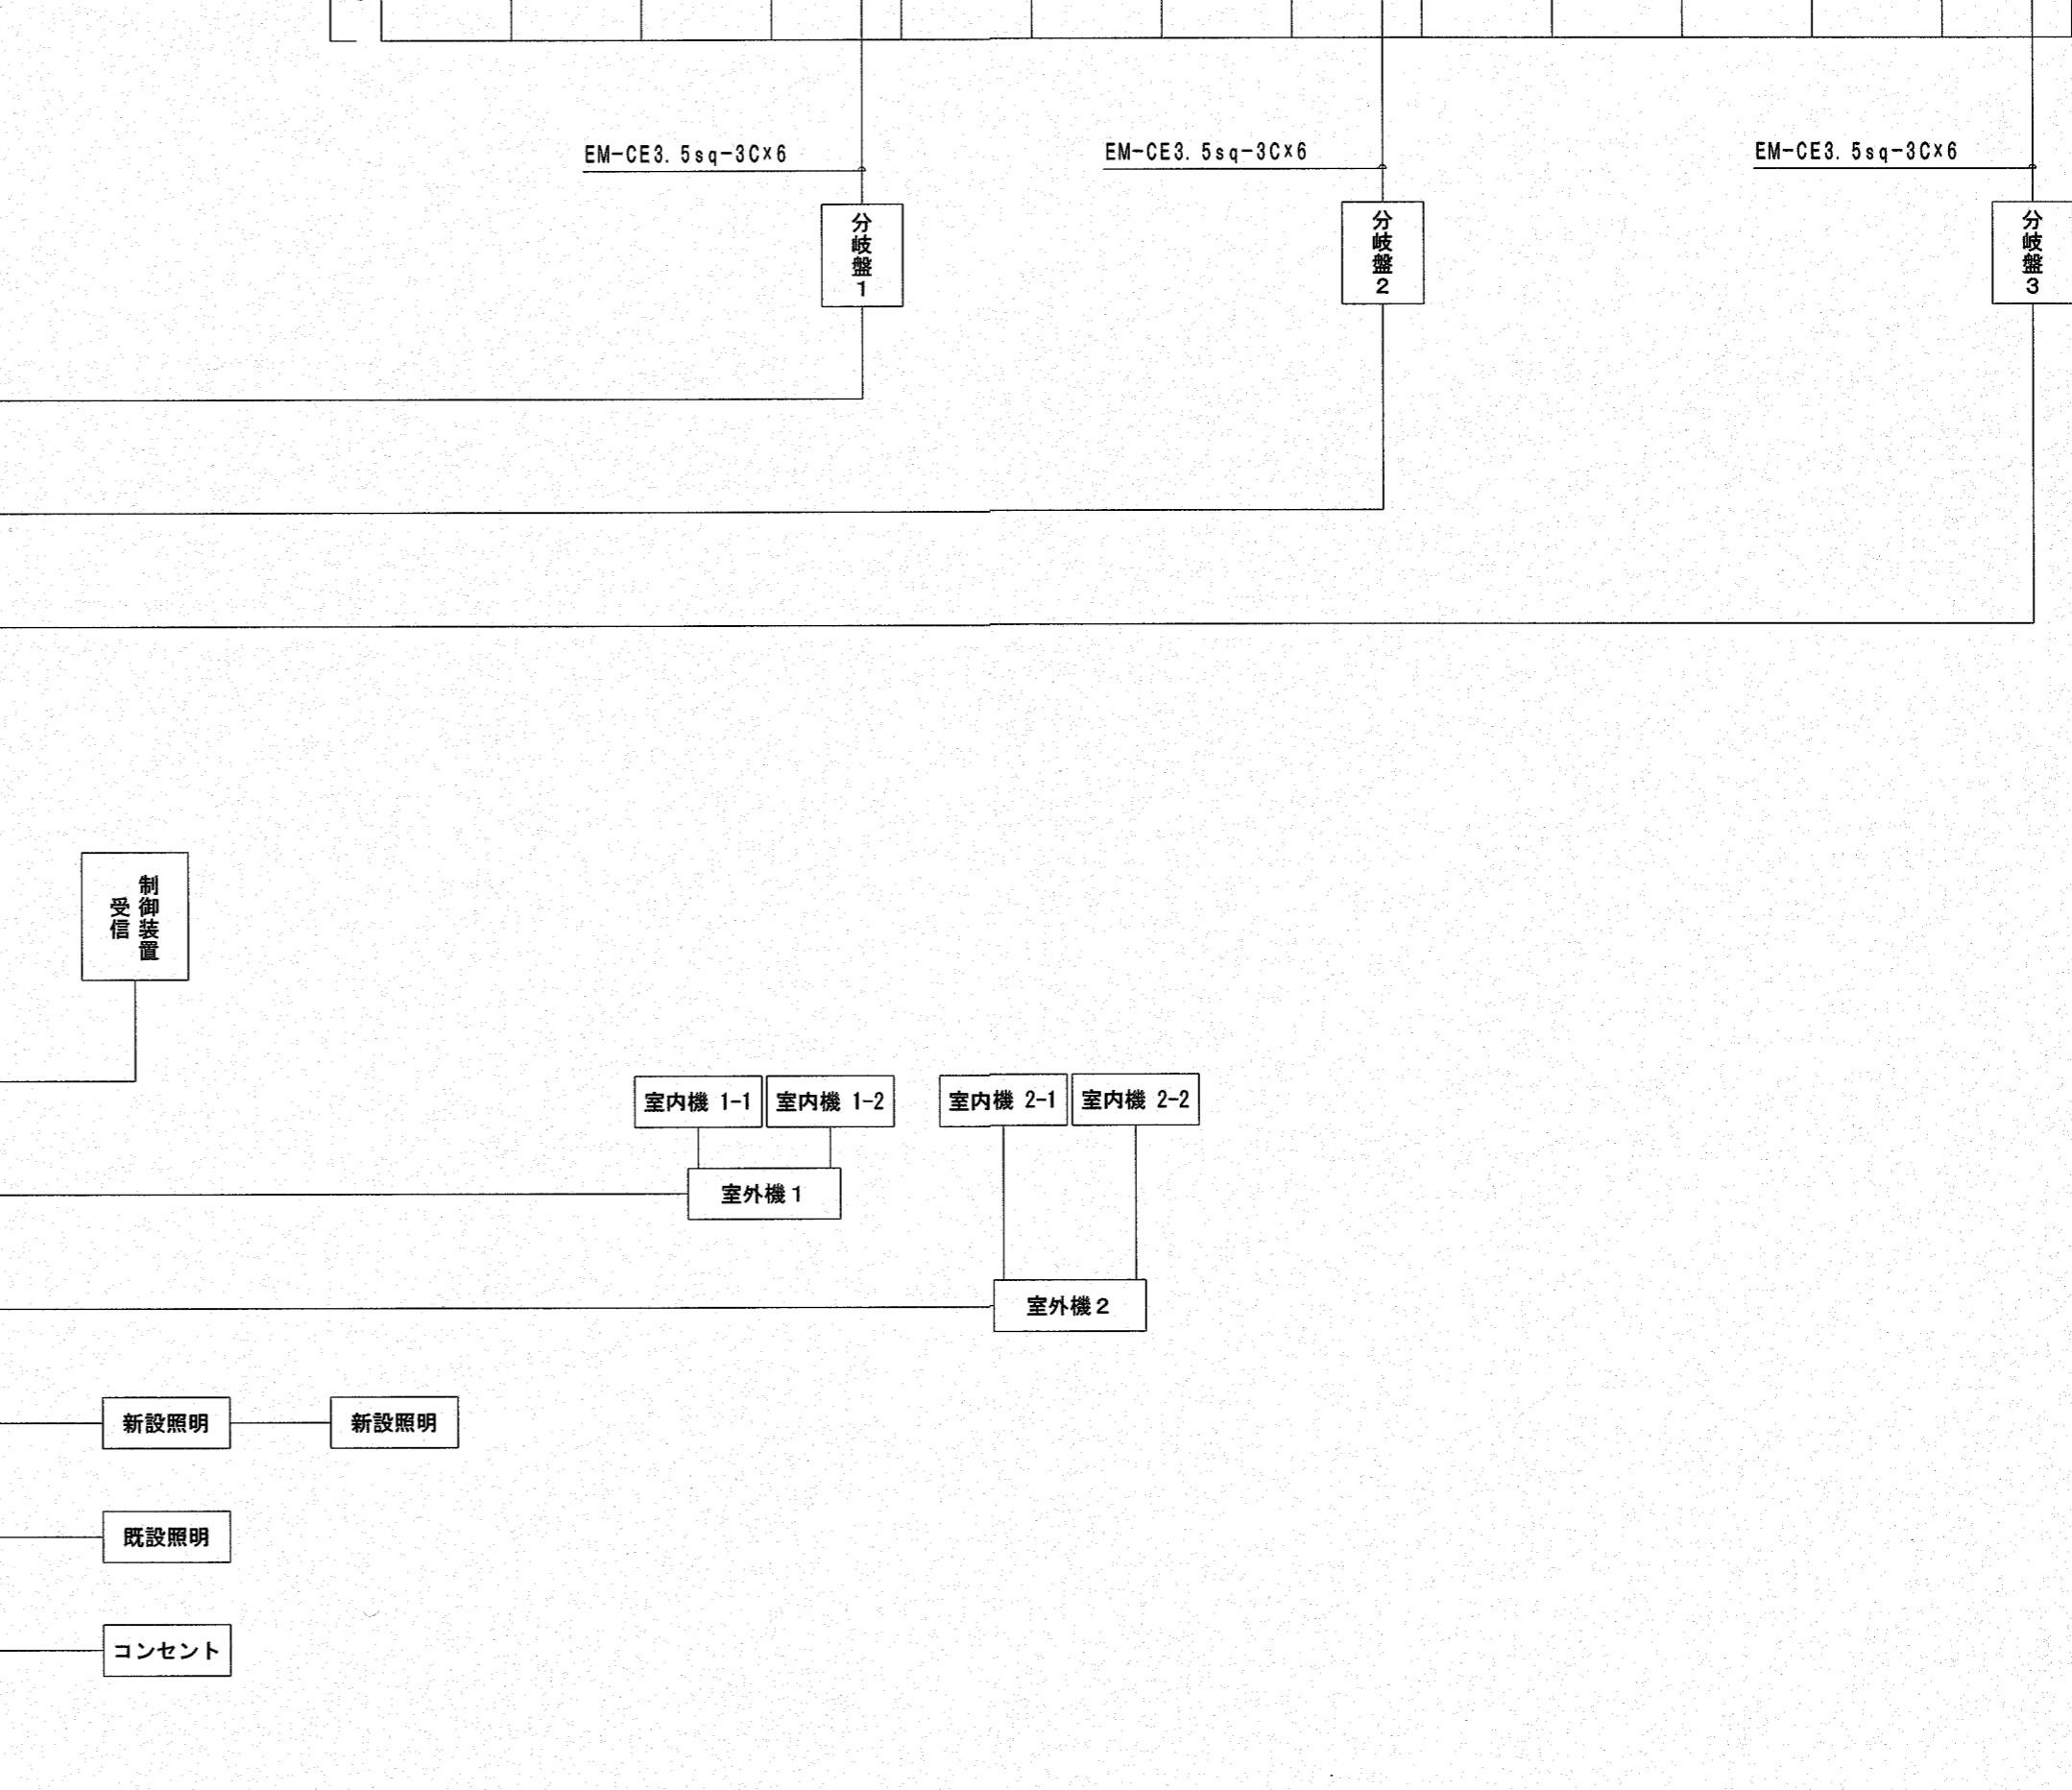 EM-CE3.5sq-3C×6
EM-CE3.5sq-3C×6
EM-CE3.5sq-3C×6
分岐盤1
分岐盤2
分岐盤3
制御装置
受信
室内機 1-1
室内機 1-2
室内機 2-1
室内機 2-2
室外機1
室外機2
新設照明
新設照明
既設照明
コンセント